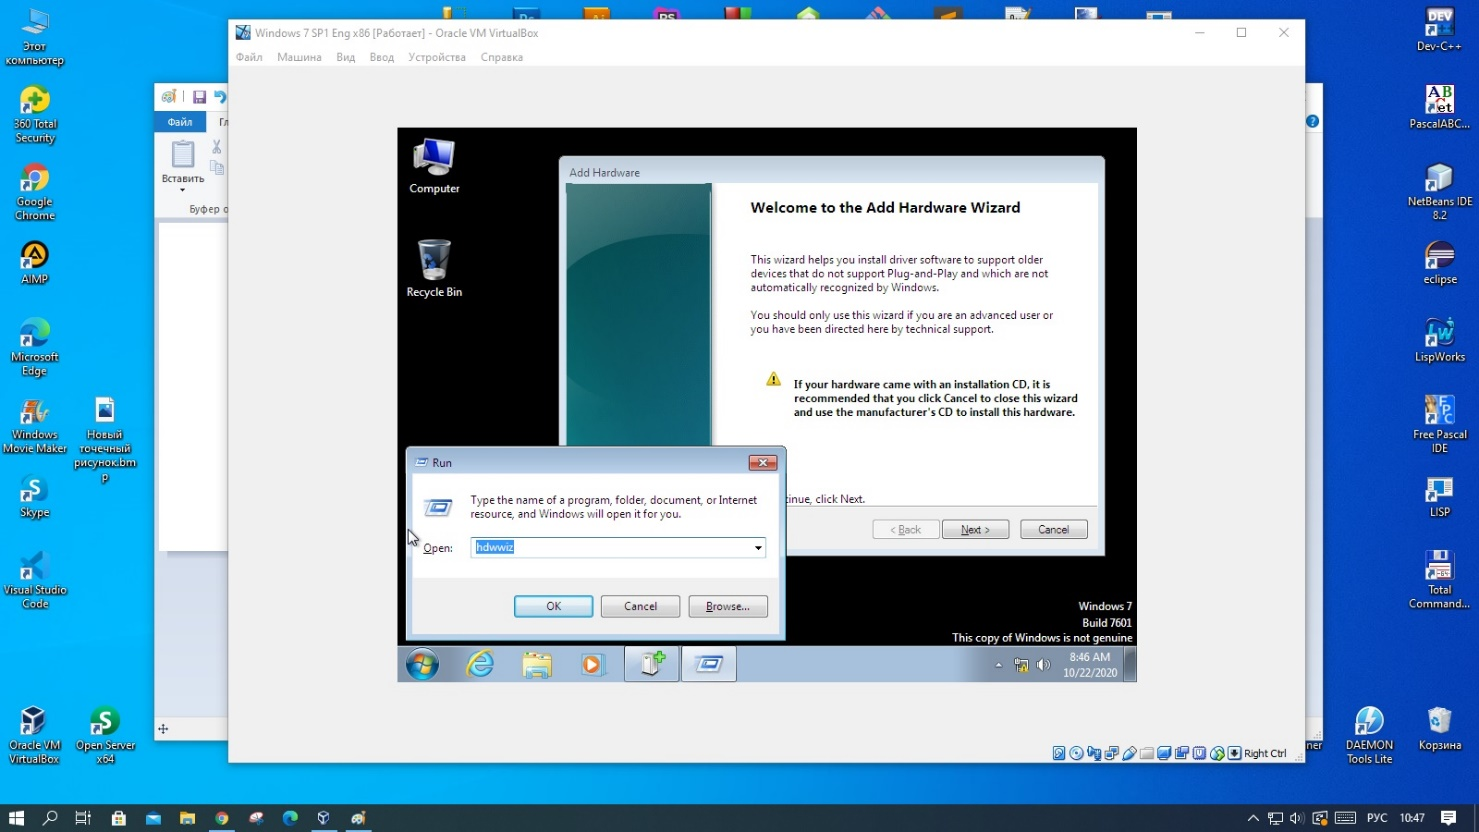 Windows 7 SP1 Eng x86 [Работает] - Oracle VM VirtualBox
Файл Машина Вид Ввод Устройства Справка
Этот компьютер
360 Total Security
Google Chrome
AIMP
Microsoft Edge
Windows Movie Maker
Новый точечный рисунок.bmp
Skype
Visual Studio Code
Oracle VM VirtualBox
Open Server x64
Файл
Вставить
Computer
Recycle Bin
Add Hardware
Welcome to the Add Hardware Wizard
This wizard helps you install driver software to support older
devices that do not support Plug-and-Play and which are not
automatically recognized by Windows.
You should only use this wizard if you are an advanced user or
you have been directed here by technical support.
If your hardware came with an installation CD, it is
recommended that you click Cancel to close this wizard
and use the manufacturer's CD to install this hardware.
tinue, click Next.
< Back Next > Cancel
Run
Type the name of a program, folder, document, or Internet
resource, and Windows will open it for you.
Open: hdwwiz
OK Cancel Browse...
Windows 7
Build 7601
This copy of Windows is not genuine
8:46 AM
10/22/2020
Right Ctrl
DEV
Dev-C++
PascalABC...
NetBeans IDE 8.2
eclipse
LispWorks
Free Pascal IDE
LISP
Total Command...
DAEMON Tools Lite
Корзина
РУС 10:47